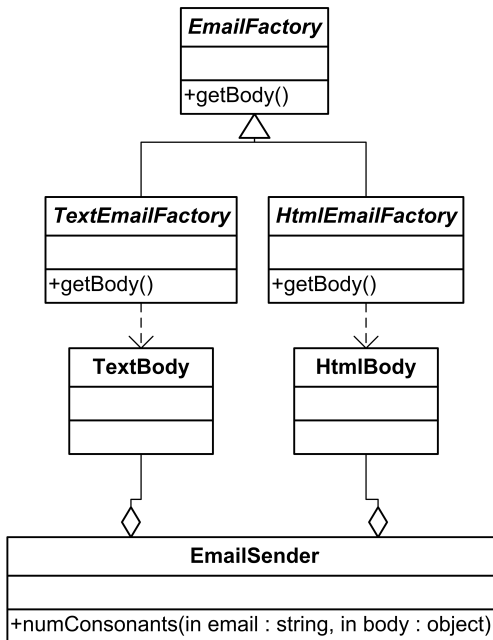 EmailFactory
+getBody()
TextEmailFactory
HtmlEmailFactory
+getBody()
+getBody()
TextBody
HtmlBody
EmailSender
+numConsonants(in email : string, in body : object)